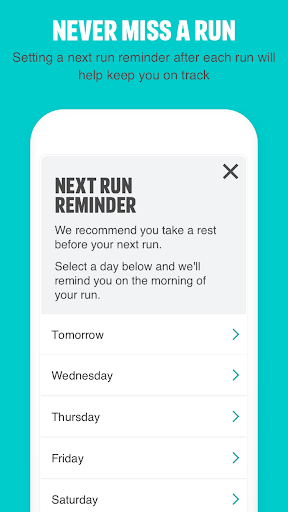 NEVER MISS A RUN
Setting a next run reminder after each run will
help keep you on track
NEXT RUN
REMINDER
We recommend you take a rest
before your next run.
Select a day below and we'll
remind you on the morning of
your run.
Tomorrow
Wednesday
Thursday
Friday
Saturday